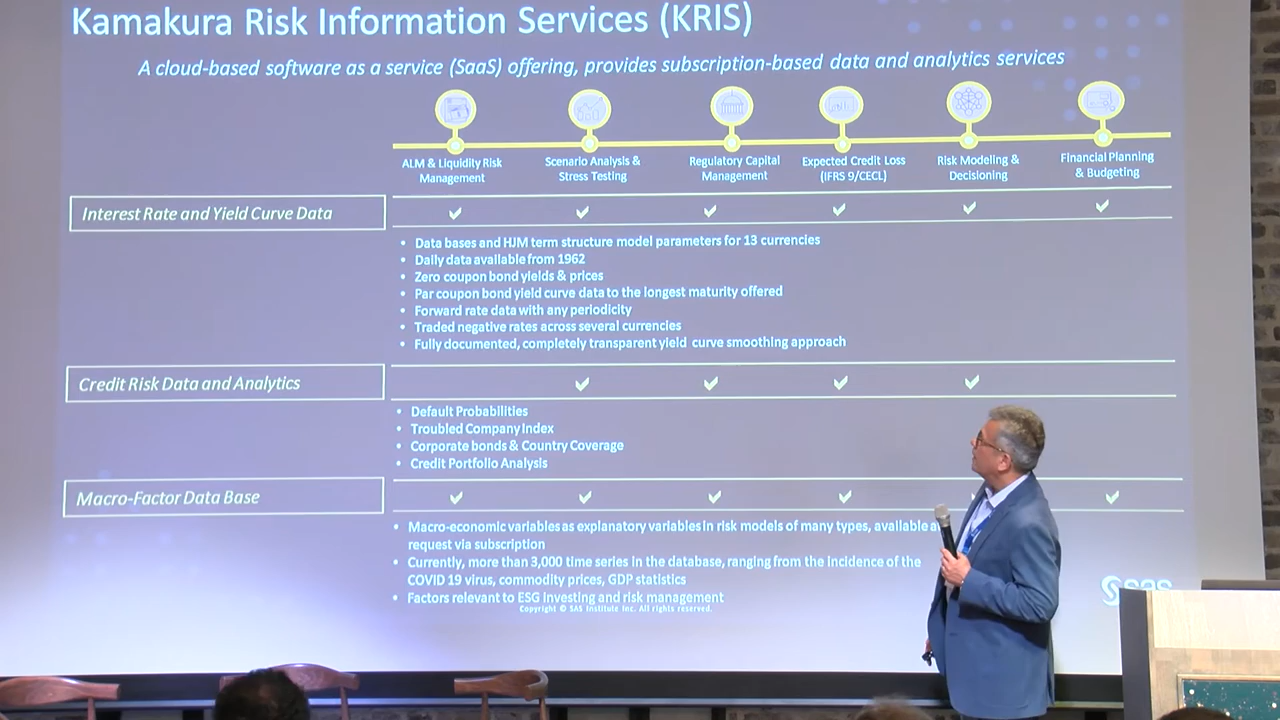 Kamakura Risk Information Services (KRIS)
A cloud-based software as a service (SaaS) offering, provides subscription-based data and analytics services
ALM & Liquidity Risk
Management
Scenario Analysis &
Stress Testing
Regulatory Capital
Management
Expected Credit Loss
(IFRS 9/CECL)
Risk Modeling &
Decisioning
Financial Planning
& Budgeting
Interest Rate and Yield Curve Data
• Data bases and HJM term structure model parameters for 13 currencies
• Daily data available from 1962
• Zero coupon bond yields & prices
• Par coupon bond yield curve data to the longest maturity offered
• Forward rate data with any periodicity
• Traded negative rates across several currencies
• Fully documented, completely transparent yield curve smoothing approach
Credit Risk Data and Analytics
• Default Probabilities
• Troubled Company Index
• Corporate bonds & Country Coverage
• Credit Portfolio Analysis
Macro-Factor Data Base
• Macro-economic variables as explanatory variables in risk models of many types, available
request via subscription
• Currently, more than 3,000 time series in the database, ranging from the incidence of the
COVID 19 virus, commodity prices, GDP statistics
• Factors relevant to ESG investing and risk management
Copyright © SAS Institute Inc. All rights reserved.
sas